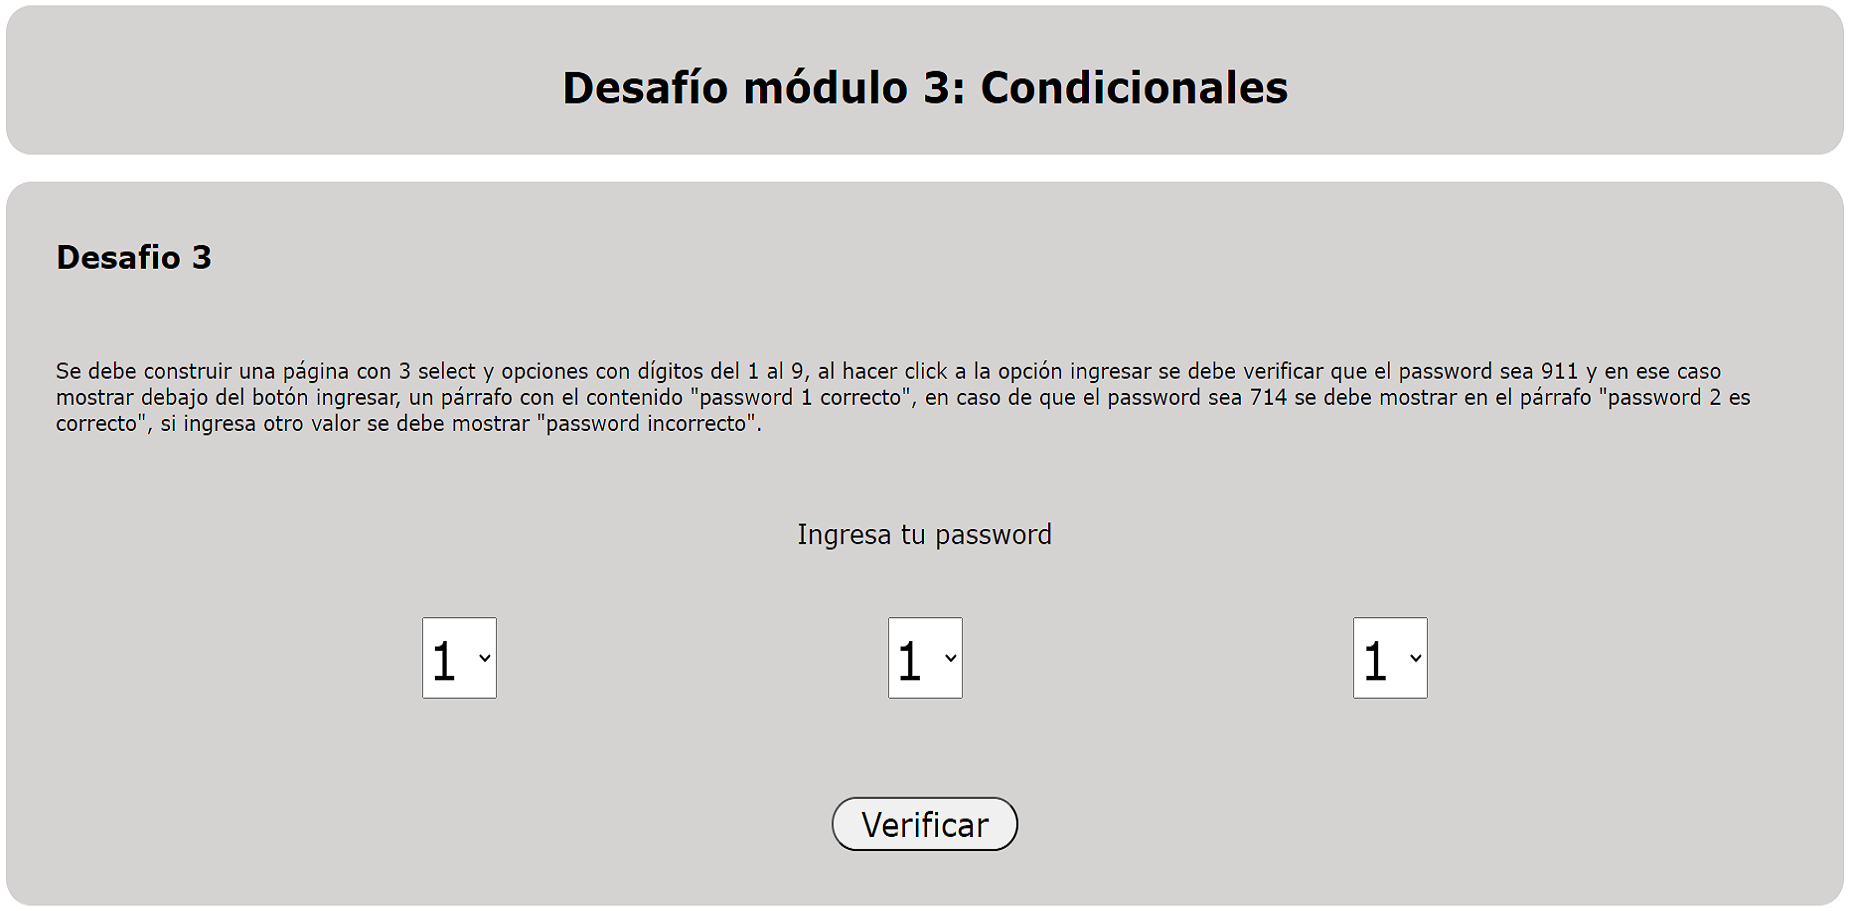 Desafío módulo 3: Condicionales
Desafio 3
Se debe construir una página con 3 select y opciones con dígitos del 1 al 9, al hacer click a la opción ingresar se debe verificar que el password sea 911 y en ese caso
mostrar debajo del botón ingresar, un párrafo con el contenido "password 1 correcto", en caso de que el password sea 714 se debe mostrar en el párrafo "password 2 es
correcto", si ingresa otro valor se debe mostrar "password incorrecto".
Ingresa tu password
1 1 1
Verificar